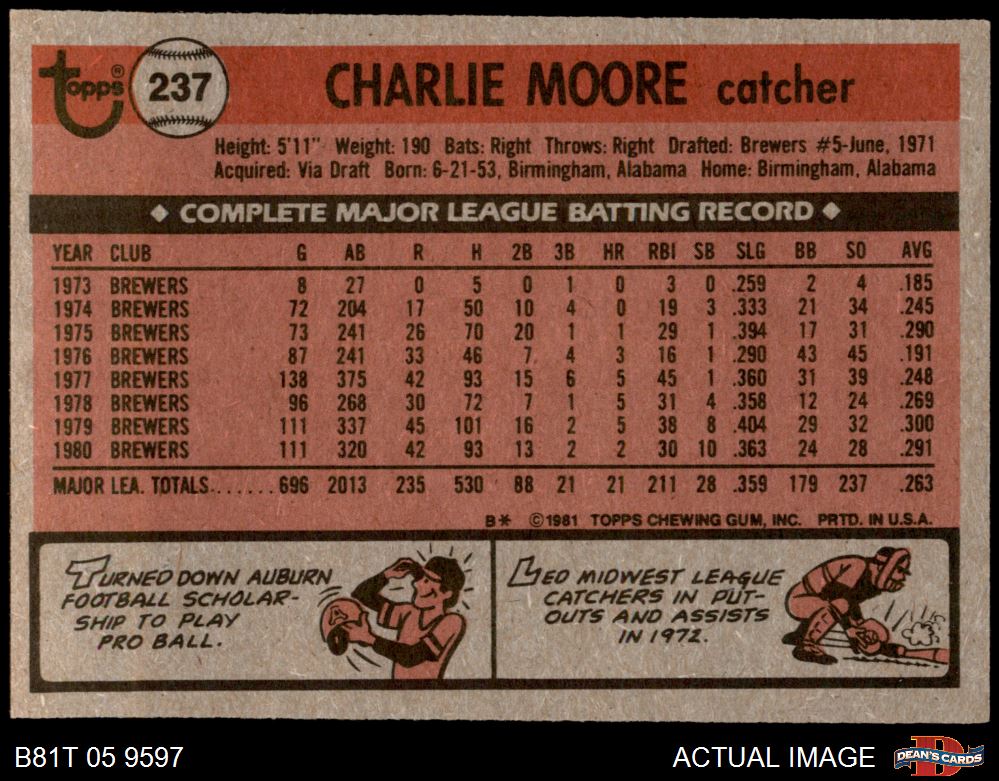 Topps® 237 CHARLIE MOORE catcher
Height: 5'11" Weight: 190 Bats: Right Throws: Right Drafted: Brewers #5-June, 1971
Acquired: Via Draft Born: 6-21-53, Birmingham, Alabama Home: Birmingham, Alabama
◆ COMPLETE MAJOR LEAGUE BATTING RECORD ◆
YEAR CLUB G AB R H 2B 3B HR RBI SB SLG BB SO AVG
1973 BREWERS 8 27 0 5 0 1 0 3 0 .259 2 4 .185
1974 BREWERS 72 204 17 50 10 4 0 19 3 .333 21 34 .245
1975 BREWERS 73 241 26 70 20 1 1 29 1 .394 17 31 .290
1976 BREWERS 87 241 33 46 7 4 3 16 1 .290 43 45 .191
1977 BREWERS 138 375 42 93 15 6 5 45 1 .360 31 39 .248
1978 BREWERS 96 268 30 72 7 1 5 31 4 .358 12 24 .269
1979 BREWERS 111 337 45 101 16 2 5 38 8 .404 29 32 .300
1980 BREWERS 111 320 42 93 13 2 2 30 10 .363 24 28 .291
MAJOR LEA. TOTALS....... 696 2013 235 530 88 21 21 211 28 .359 179 237 .263
B* ©1981 TOPPS CHEWING GUM, INC. PRTD. IN U.S.A.
TURNED DOWN AUBURN
FOOTBALL SCHOLAR-
SHIP TO PLAY
PRO BALL.
LED MIDWEST LEAGUE
CATCHERS IN PUT-
OUTS AND ASSISTS
IN 1972.
B81T 05 9597 ACTUAL IMAGE DEAN'S CARDS